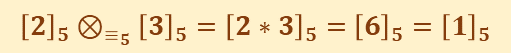 [2]₅ ⊗≡₅ [3]₅ = [2 * 3]₅ = [6]₅ = [1]₅